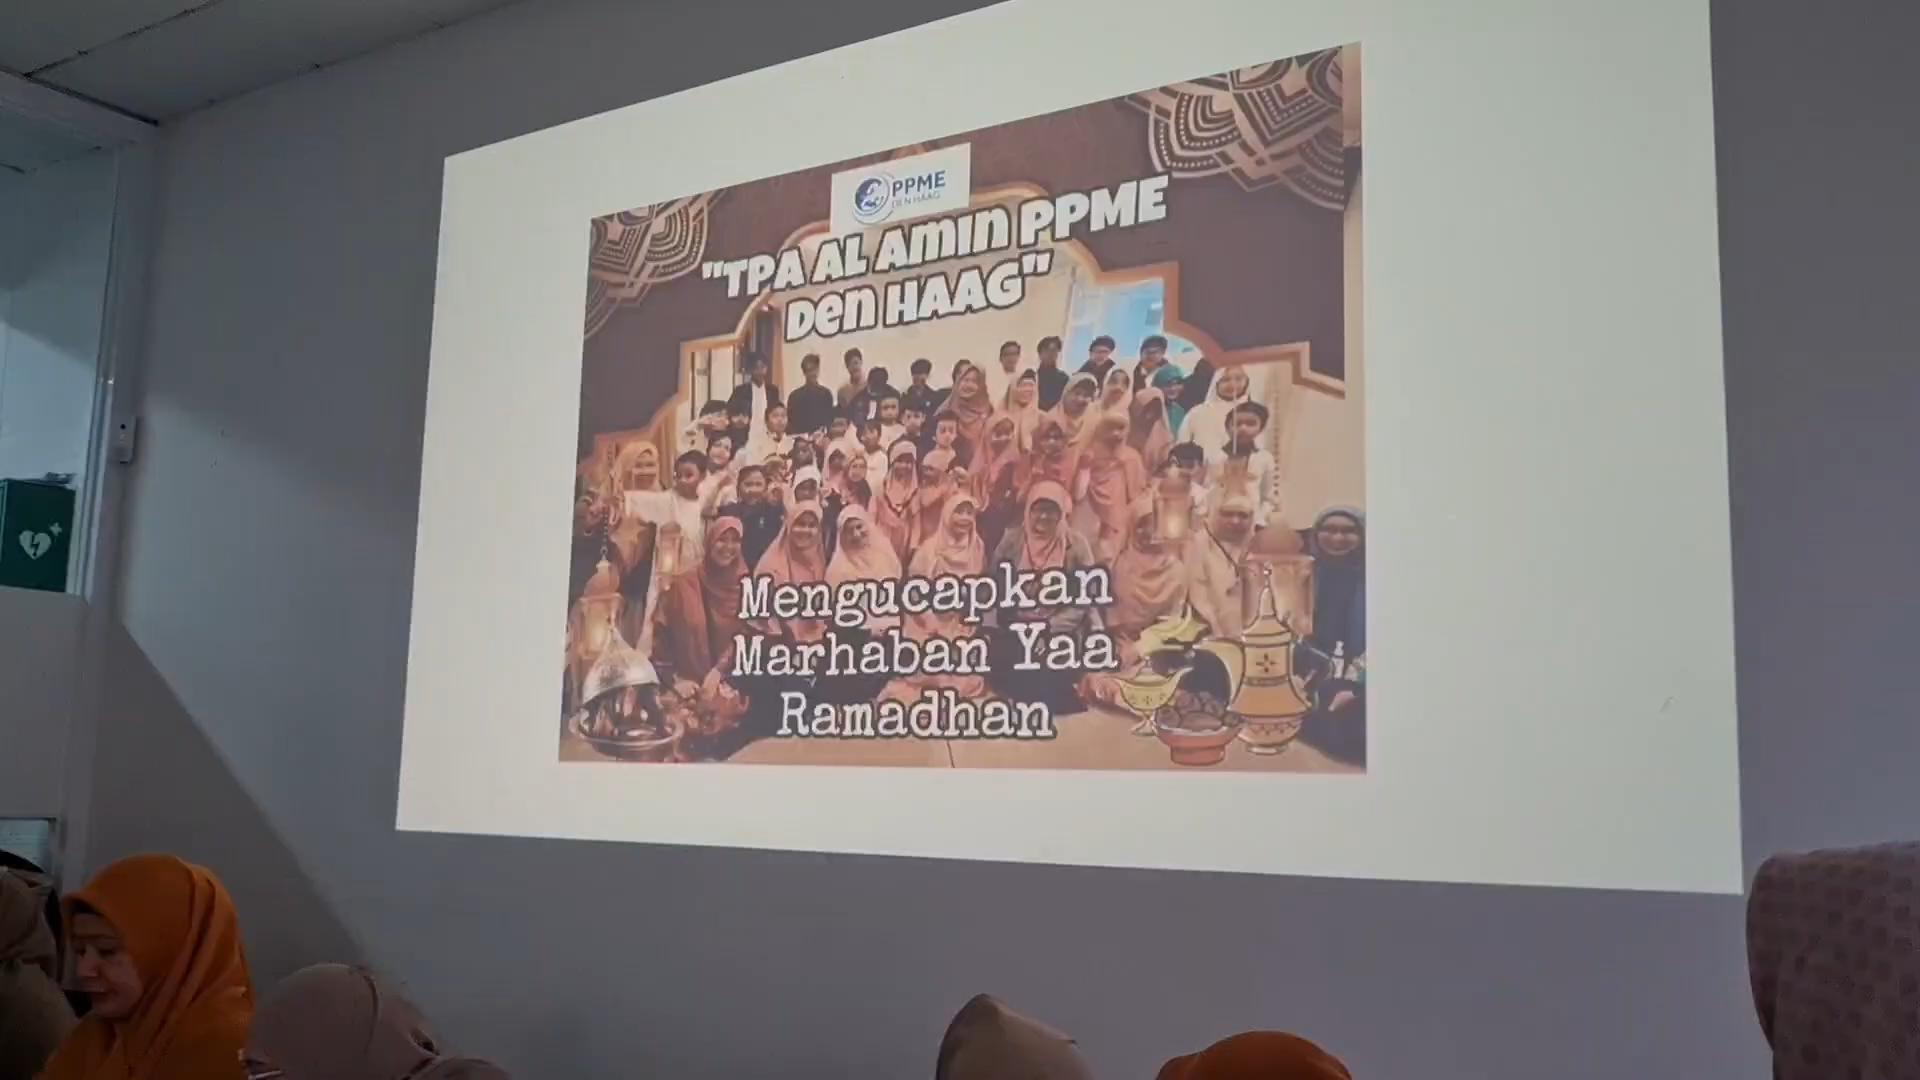 PPME
DEN HAAG
"TPA AL AMIN PPME
Den HAAG"
Mengucapkan
Marhaban Yaa
Ramadhan